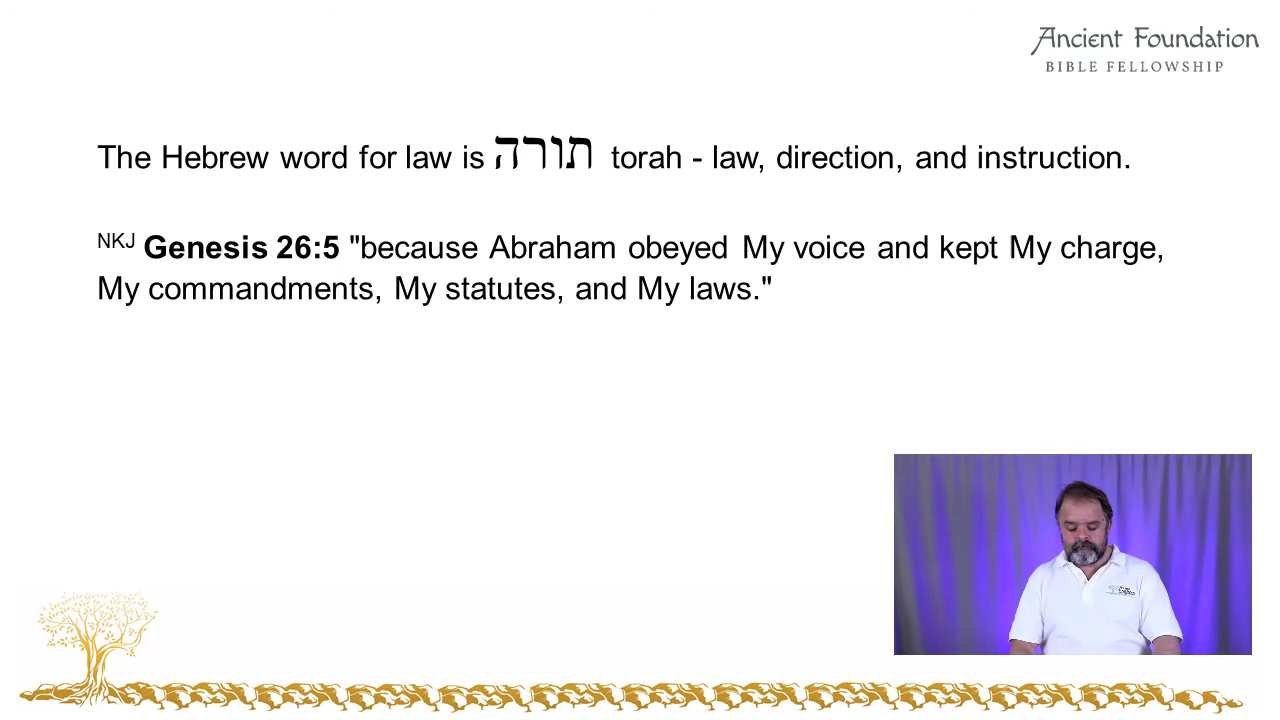 Ancient Foundation
BIBLE FELLOWSHIP
The Hebrew word for law is תורה torah - law, direction, and instruction.
NKJ Genesis 26:5 "because Abraham obeyed My voice and kept My charge,
My commandments, My statutes, and My laws."